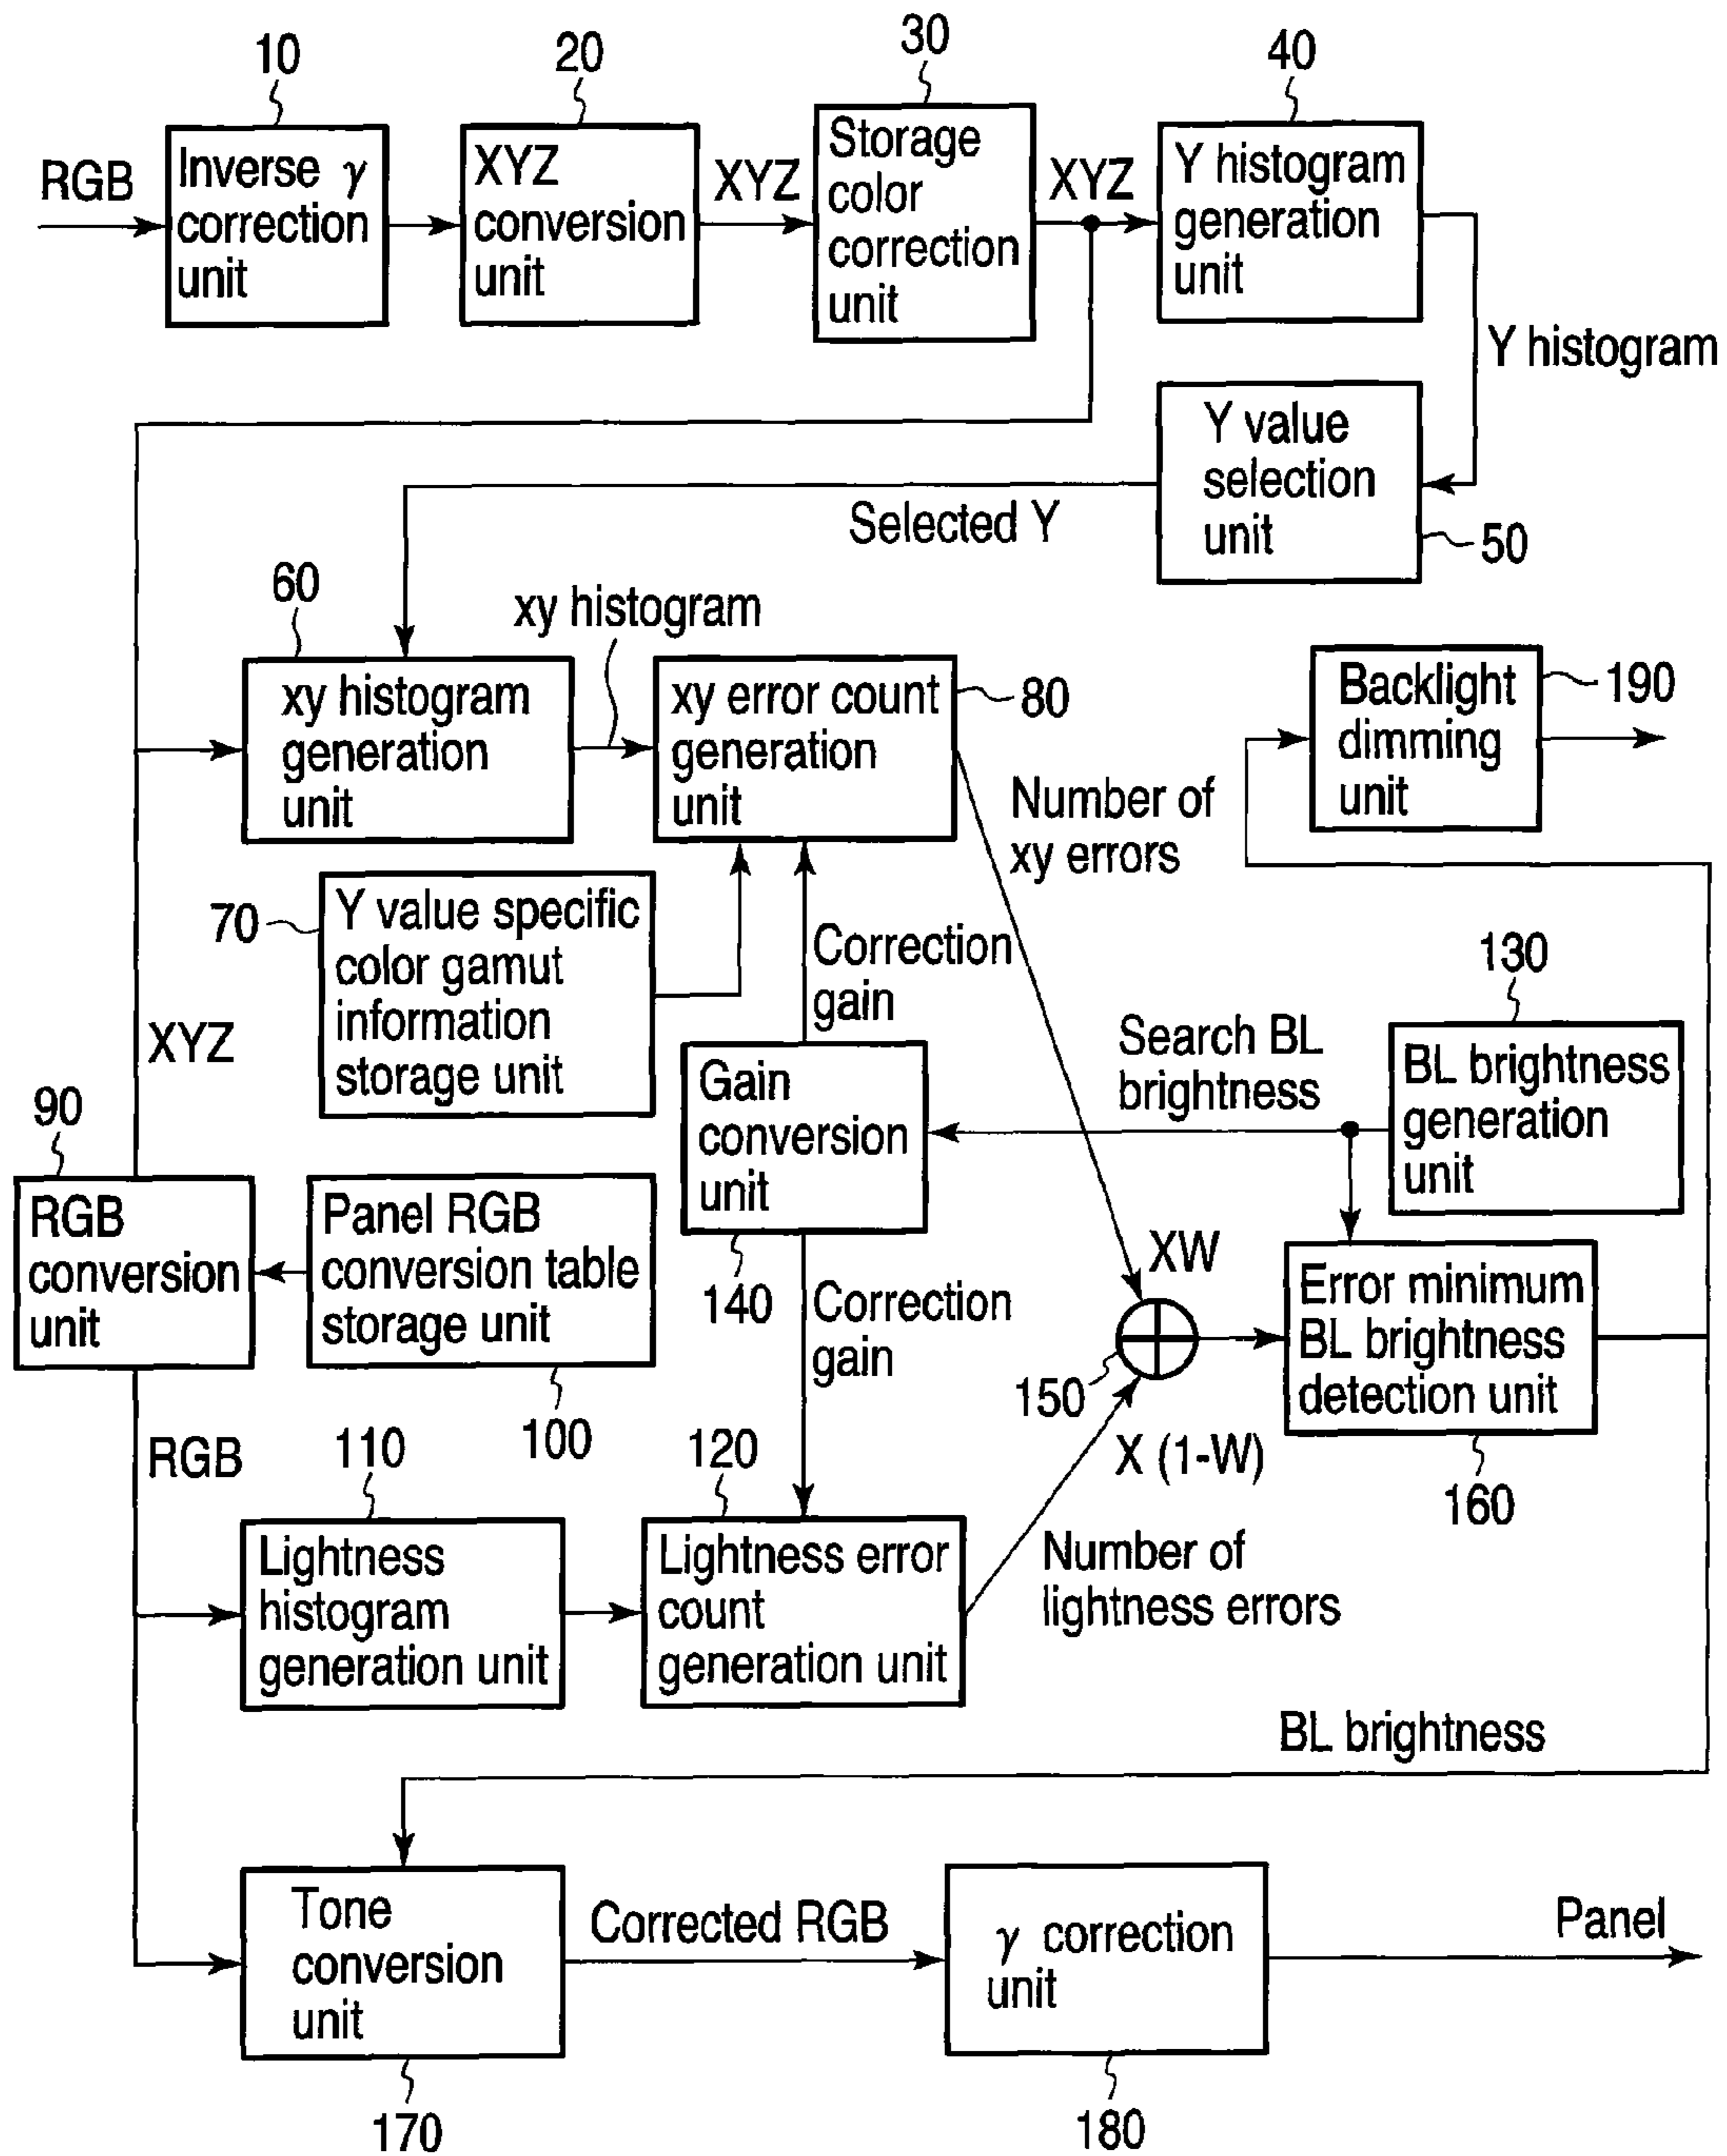 10
20
30
40
RGB
Inverse γ
correction
unit
XYZ
conversion
unit
XYZ
Storage
color
correction
unit
XYZ
Y histogram
generation
unit
Y histogram
Y value
selection
unit
50
Selected Y
60
xy histogram
xy histogram
generation
unit
xy error count
generation
unit
80
Backlight
dimming
unit
190
Number of
xy errors
70
Y value specific
color gamut
information
storage unit
Correction
gain
130
XYZ
Search BL
brightness
BL brightness
generation
unit
90
Gain
conversion
unit
RGB
conversion
unit
Panel RGB
conversion table
storage unit
140
XW
Correction
gain
Error minimum
BL brightness
detection unit
150
100
RGB
110
120
X (1-W)
160
Lightness
histogram
generation unit
Lightness error
count
generation unit
Number of
lightness errors
BL brightness
Tone
conversion
unit
Corrected RGB
γ correction
unit
Panel
170
180